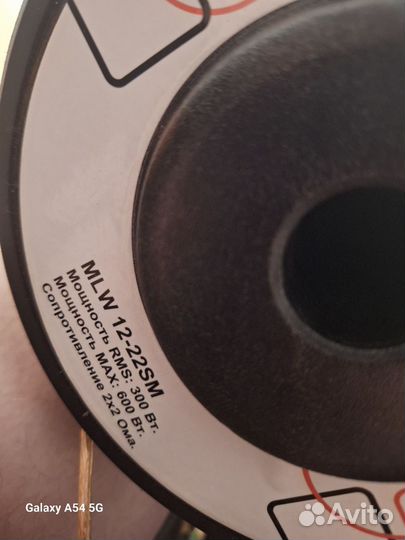 MLW 12-22SM
Мощность RMS: 300 Вт.
Мощность MAX: 600 Вт.
Сопротивление 2x2 Ома.
Galaxy A54 5G
Avito